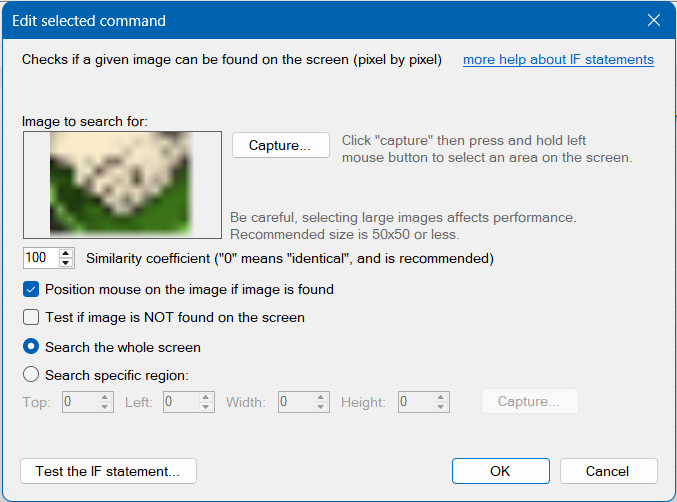 Edit selected command
Checks if a given image can be found on the screen (pixel by pixel) more help about IF statements
Image to search for:
Capture...
Click "capture" then press and hold left
mouse button to select an area on the screen.
Be careful, selecting large images affects performance.
Recommended size is 50x50 or less.
100 Similarity coefficient ("0" means "identical", and is recommended)
Position mouse on the image if image is found
Test if image is NOT found on the screen
Search the whole screen
Search specific region:
Top: 0 Left: 0 Width: 0 Height: 0 Capture...
Test the IF statement... OK Cancel